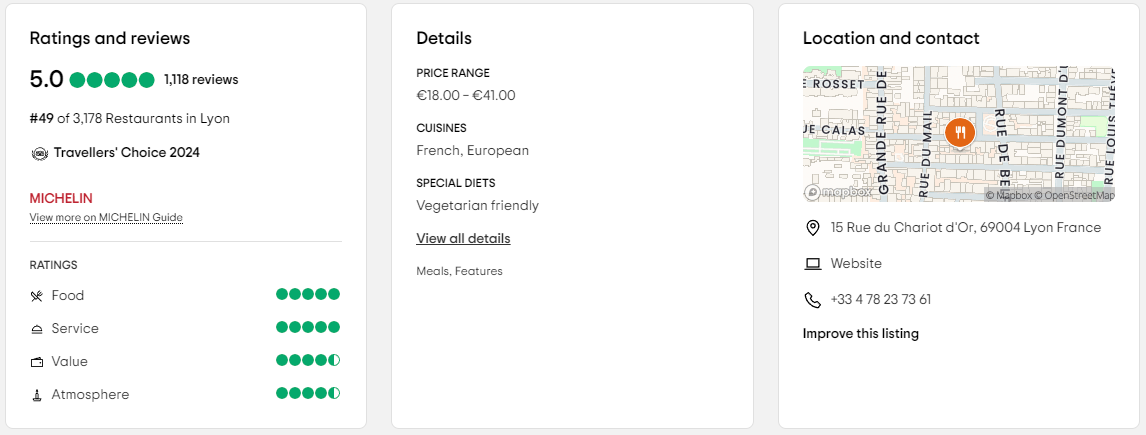 Ratings and reviews
5.0 1,118 reviews
#49 of 3,178 Restaurants in Lyon
Travellers' Choice 2024
MICHELIN
View more on MICHELIN Guide
RATINGS
Food
Service
Value
Atmosphere
Details
PRICE RANGE
€18.00 - €41.00
CUISINES
French, European
SPECIAL DIETS
Vegetarian friendly
View all details
Meals, Features
Location and contact
E ROSSET
UE CALAS
GRANDE RUE DE
RUE DU MAIL
RUE DE BE
RUE DUMONT D'U
RUE LOUIS THÉV
mapbox
© Mapbox © OpenStreetMap
15 Rue du Chariot d'Or, 69004 Lyon France
Website
+33 4 78 23 73 61
Improve this listing